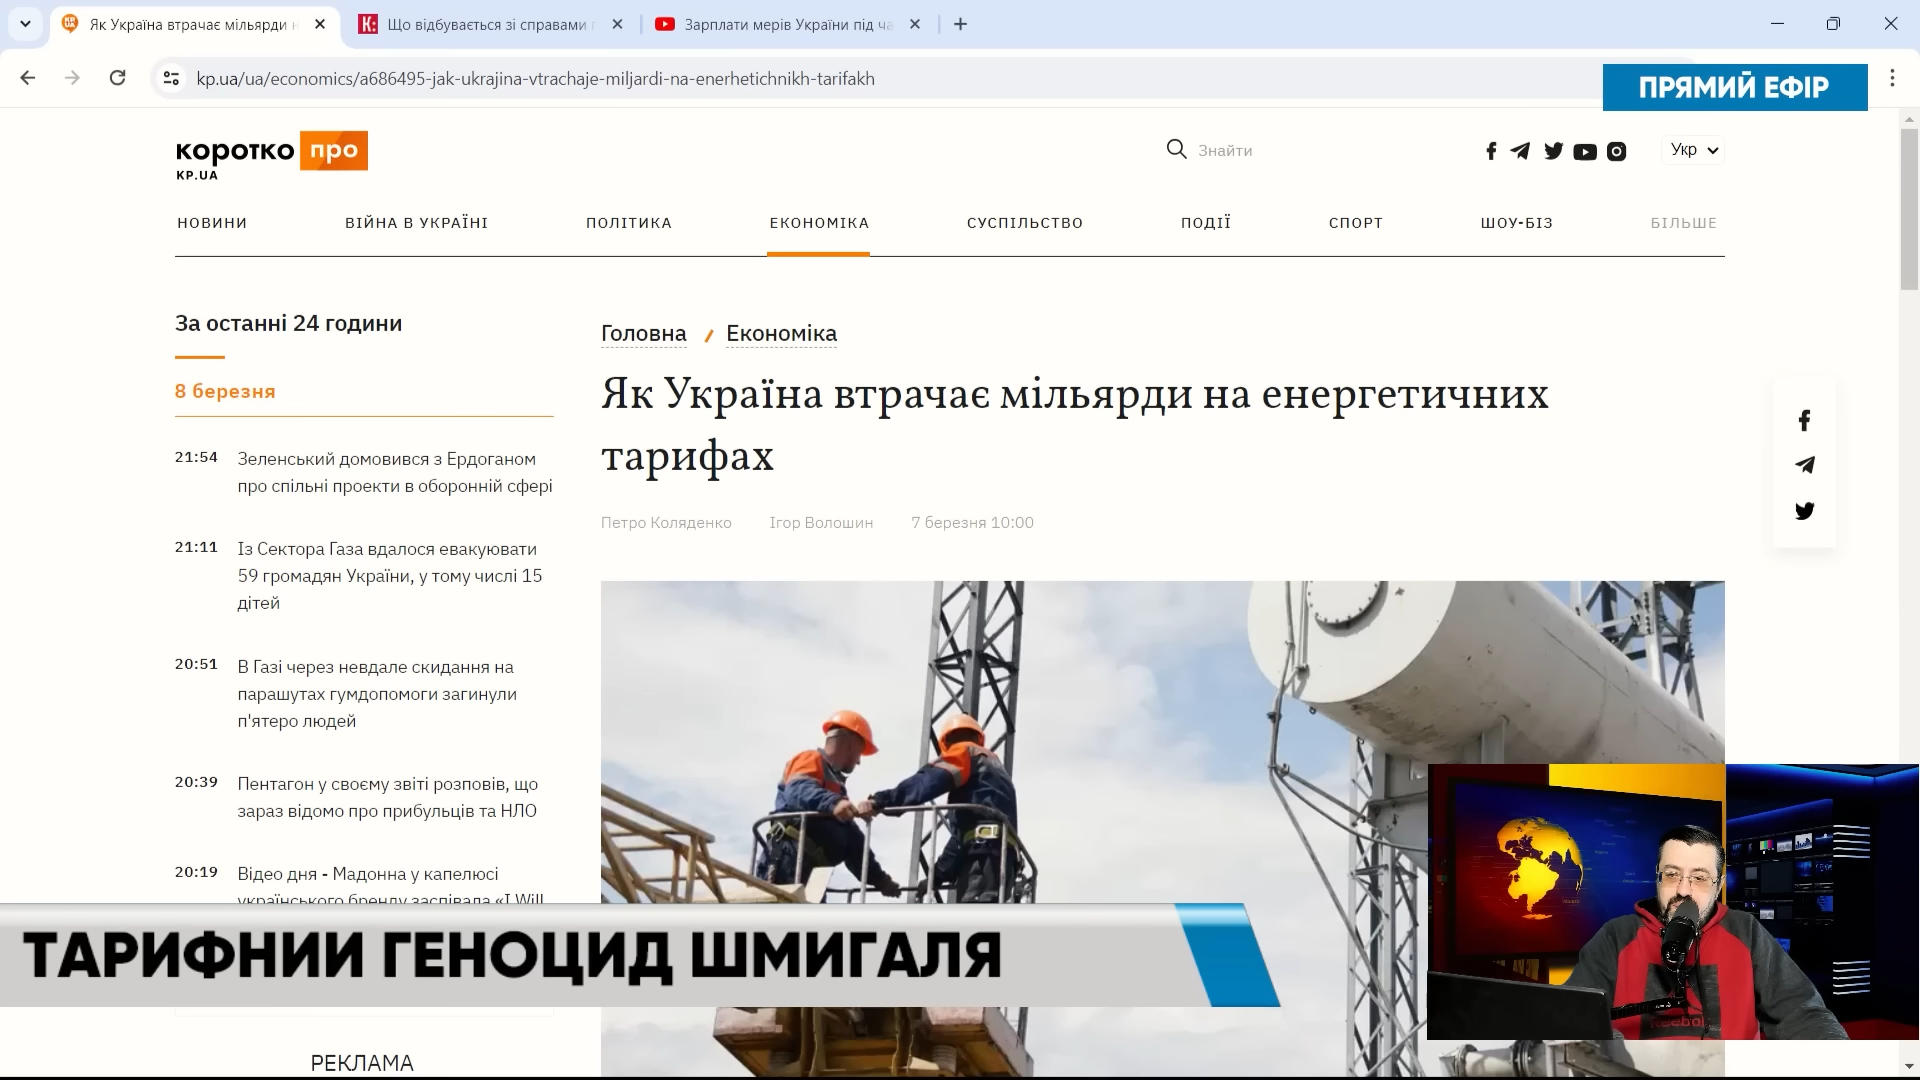 Як Україна втрачає мільярди н
Що відбувається зі справами
Зарплати мерів України під ча
kp.ua/ua/economics/a686495-jak-ukrajina-vtrachaje-miljardi-na-enerhetichnikh-tarifakh
ПРЯМИЙ ЕФІР
коротко про
KP.UA
Знайти
Укр
НОВИНИ ВІЙНА В УКРАЇНІ ПОЛІТИКА ЕКОНОМІКА СУСПІЛЬСТВО ПОДІЇ СПОРТ ШОУ-БІЗ БІЛЬШЕ
За останні 24 години
8 березня
21:54 Зеленський домовився з Ердоганом
про спільні проекти в оборонній сфері
21:11 Із Сектора Газа вдалося евакуювати
59 громадян України, у тому числі 15
дітей
20:51 В Газі через невдале скидання на
парашутах гумдопомоги загинули
п'ятеро людей
20:39 Пентагон у своєму звіті розповів, що
зараз відомо про прибульців та НЛО
20:19 Відео дня - Мадонна у капелюсі
українського бренду заспівала «I Will
Головна / Економіка
Як Україна втрачає мільярди на енергетичних
тарифах
Петро Коляденко Ігор Волошин 7 березня 10:00
ТАРИФНИИ ГЕНОЦИД ШМИГАЛЯ
РЕКЛАМА
Reebok